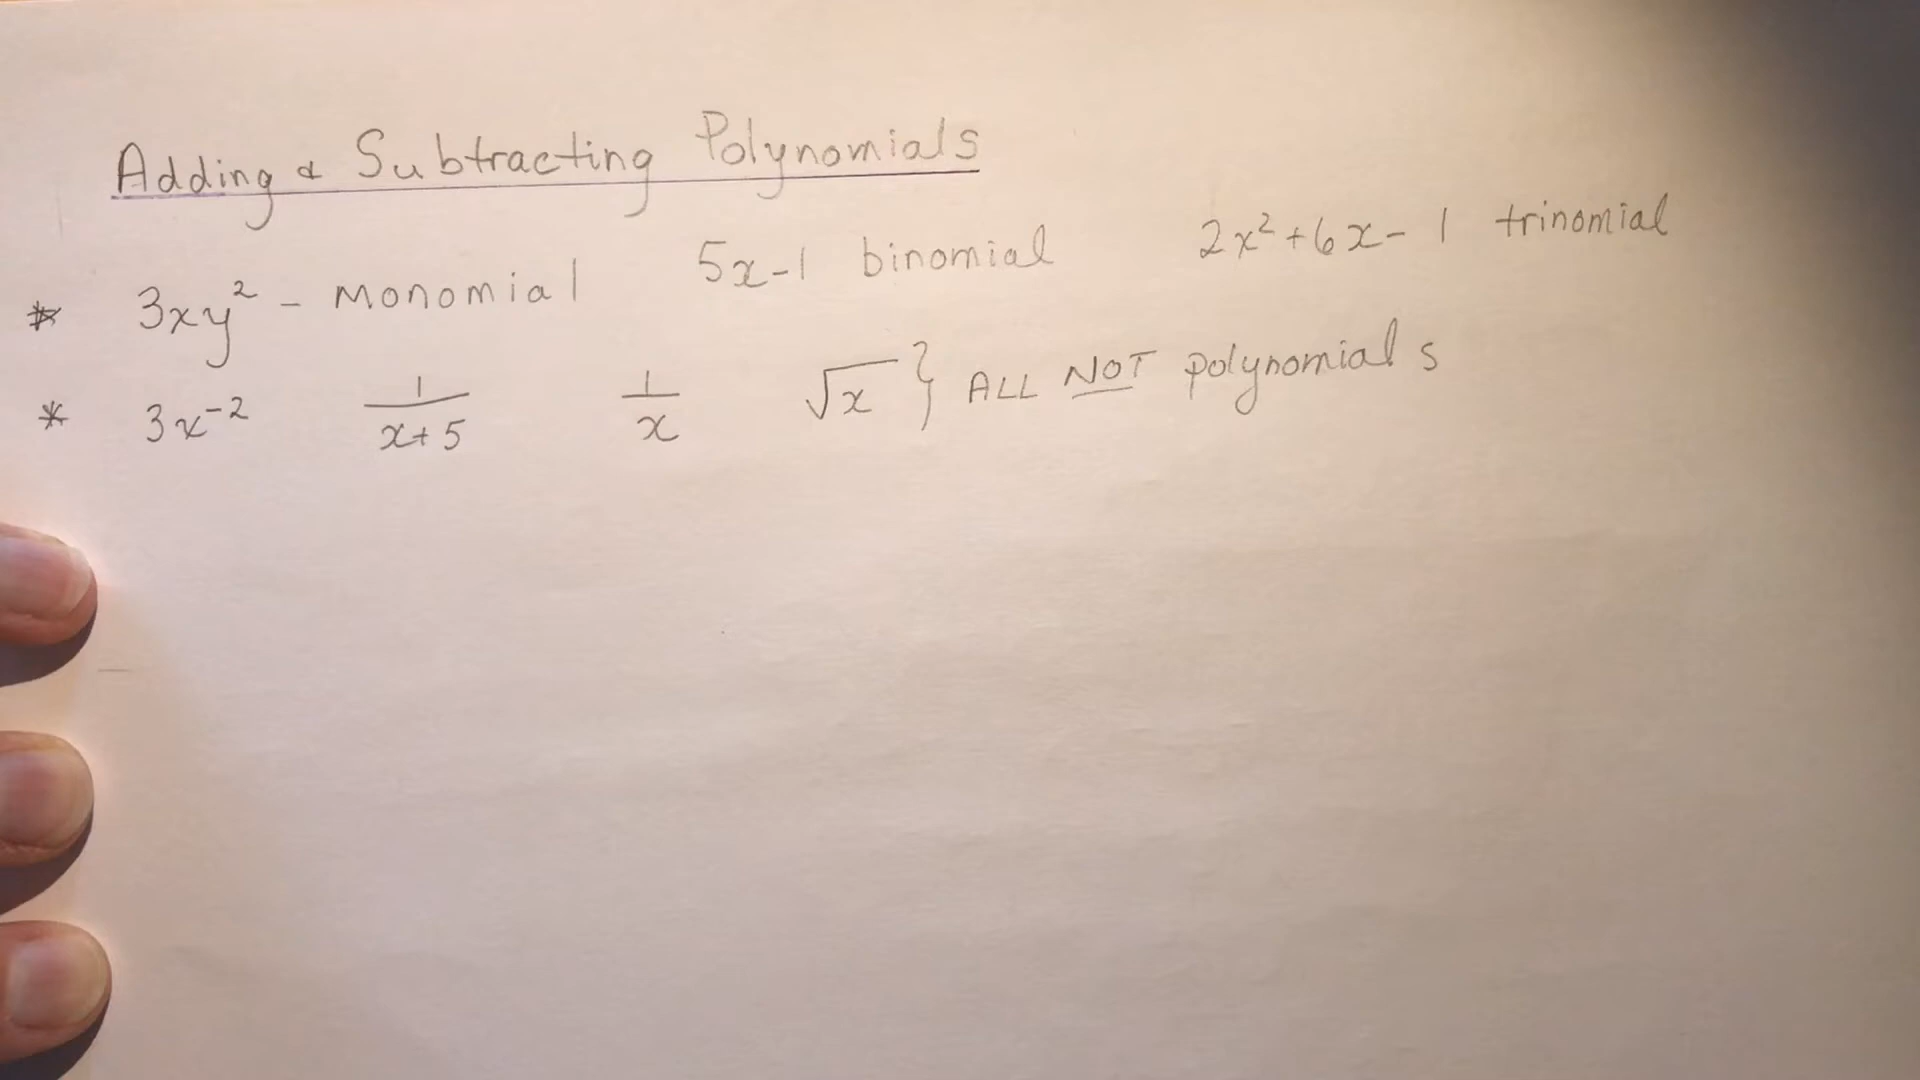 Adding & Subtracting Polynomials
* 3xy² - monomial 5x-1 binomial 2x²+6x-1 trinomial
* 3x⁻² 1/(x+5) 1/x √x } ALL NOT polynomials